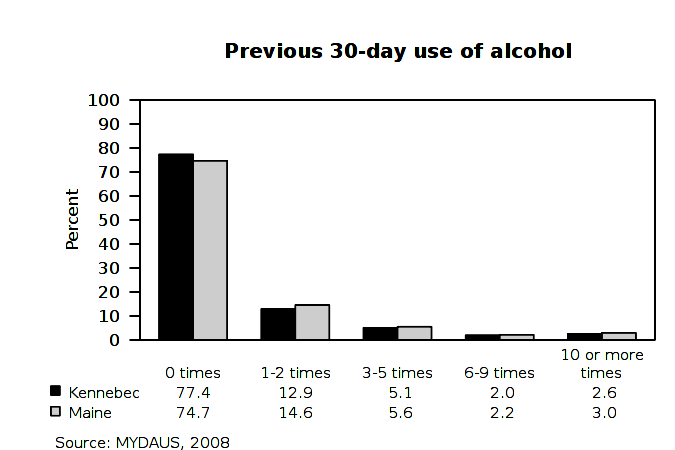 Previous 30-day use of alcohol
100
90
80
70
60
50
40
30
20
10
0
Percent
0 times 1-2 times 3-5 times 6-9 times 10 or more times
Kennebec 77.4 12.9 5.1 2.0 2.6
Maine 74.7 14.6 5.6 2.2 3.0
Source: MYDAUS, 2008